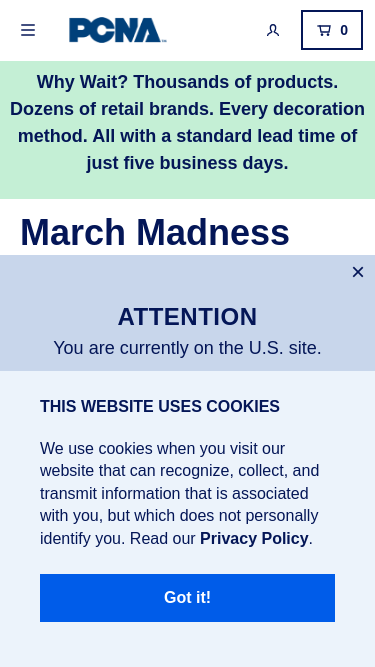 PCNA
0
Why Wait? Thousands of products.
Dozens of retail brands. Every decoration
method. All with a standard lead time of
just five business days.
March Madness
ATTENTION
You are currently on the U.S. site.
THIS WEBSITE USES COOKIES
We use cookies when you visit our
website that can recognize, collect, and
transmit information that is associated
with you, but which does not personally
identify you. Read our Privacy Policy.
Got it!